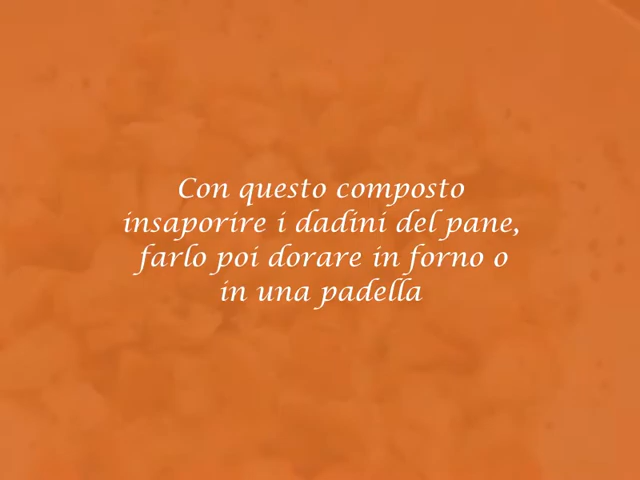 Con questo composto
insaporire i dadini del pane,
farlo poi dorare in forno o
in una padella